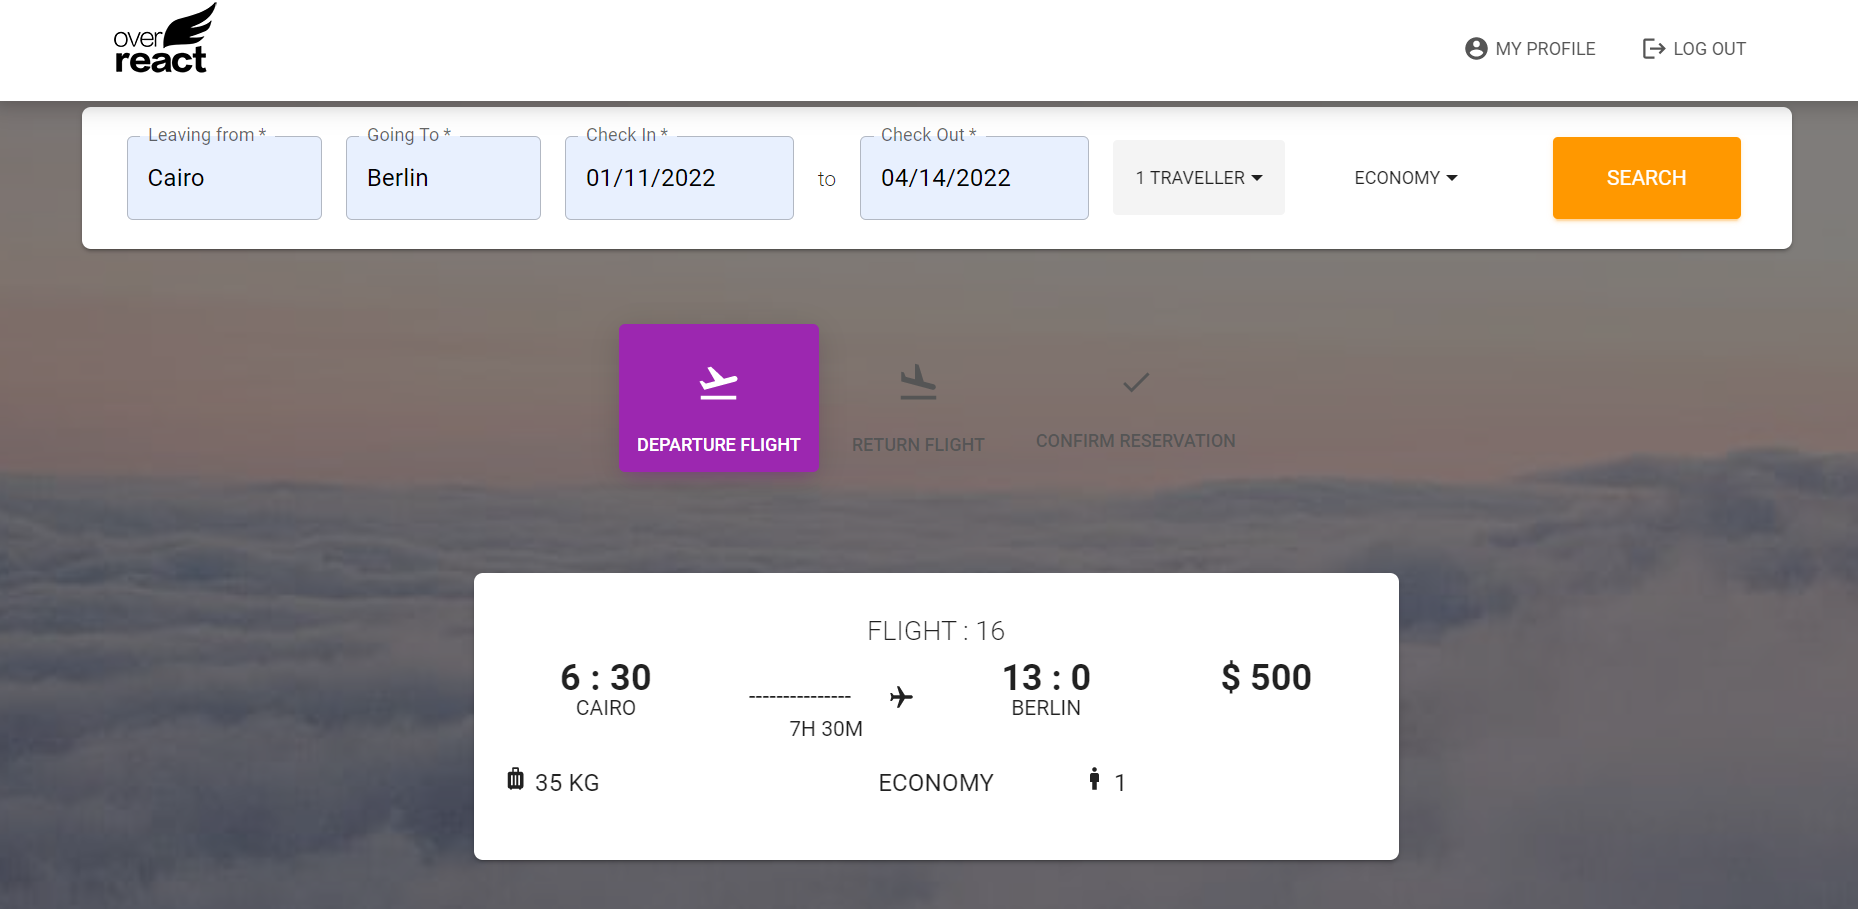 over
react
MY PROFILE
LOG OUT
Leaving from *
Cairo
Going To *
Berlin
Check In *
01/11/2022
to
Check Out *
04/14/2022
1 TRAVELLER
ECONOMY
SEARCH
DEPARTURE FLIGHT
RETURN FLIGHT
CONFIRM RESERVATION
FLIGHT : 16
6 : 30
CAIRO
---------------
7H 30M
13 : 0
BERLIN
$ 500
35 KG
ECONOMY
1